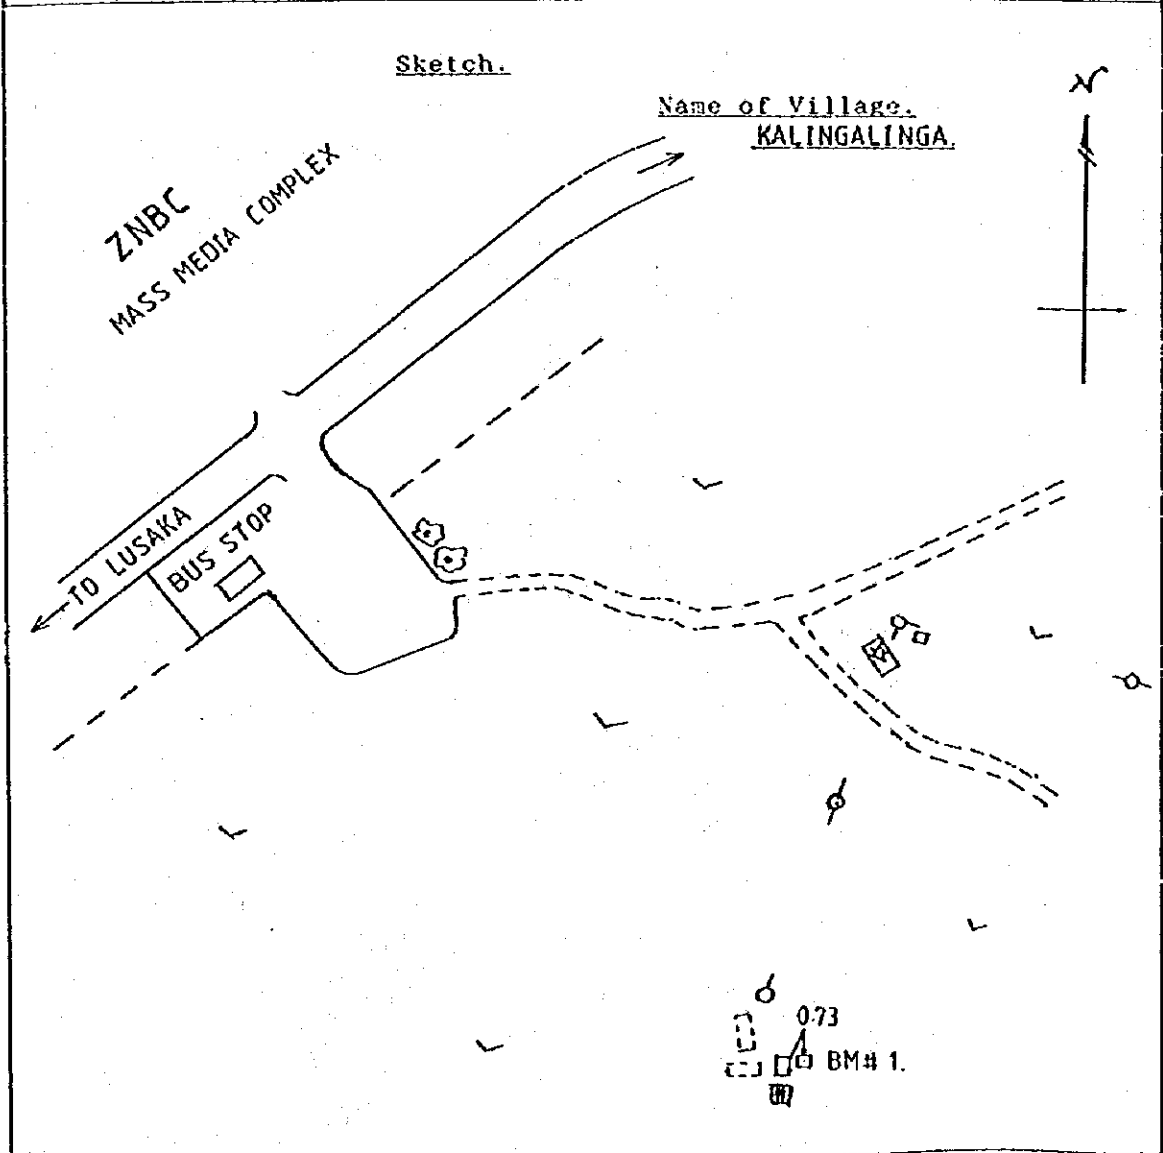 Sketch.
Name of Village.
KALINGALINGA.
N
ZNBC
MASS MEDIA COMPLEX
TO LUSAKA
BUS STOP
0.73
BM# 1.